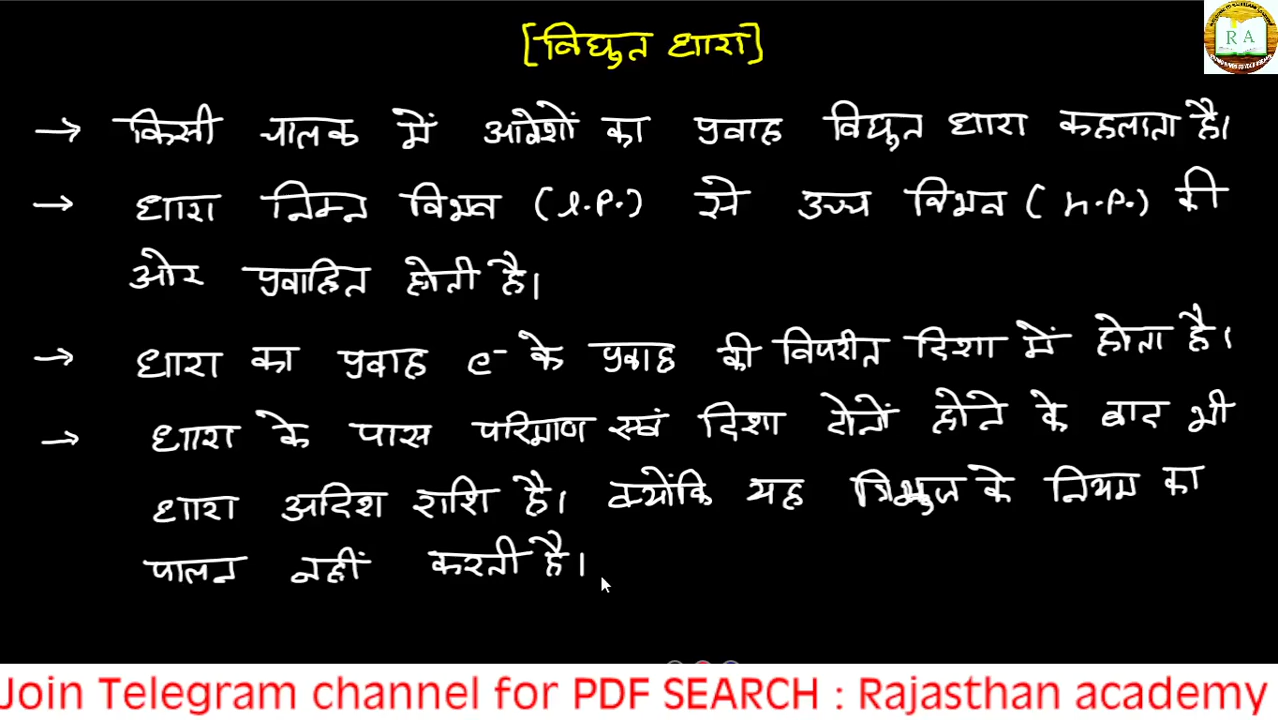 [विद्युत धारा]
R A
→ किसी चालक में आवेशों का प्रवाह विद्युत धारा कहलाता है।
→ धारा निम्न विभव (l.p.) से उच्च विभव (h.p.) की
ओर प्रवाहित होती है।
→ धारा का प्रवाह e⁻ के प्रवाह की विपरीत दिशा में होता है।
→ धारा के पास परिमाण एवं दिशा दोनों होने के बाद भी
धारा अदिश राशि है। क्योंकि यह त्रिभुज के नियम का
पालन नहीं करती है।
Join Telegram channel for PDF SEARCH : Rajasthan academy